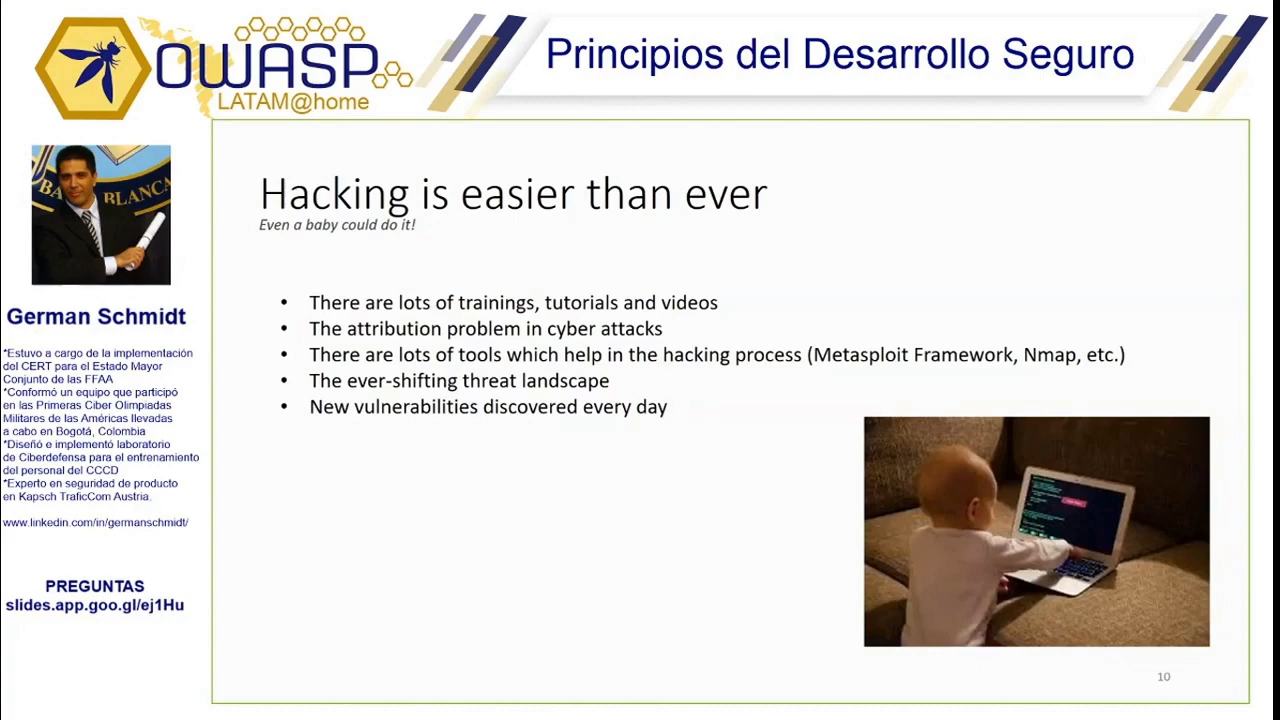 OWASP
LATAM@home
Principios del Desarrollo Seguro
BA BLANCA
German Schmidt
*Estuvo a cargo de la implementación
del CERT para el Estado Mayor
Conjunto de las FFAA
*Conformó un equipo que participó
en las Primeras Ciber Olimpiadas
Militares de las Américas llevadas
a cabo en Bogotá, Colombia
*Diseñó e implementó laboratorio
de Ciberdefensa para el entrenamiento
del personal del CCCD
*Experto en seguridad de producto
en Kapsch TraficCom Austria.
www.linkedin.com/in/germanschmidt/
PREGUNTAS
slides.app.goo.gl/ej1Hu
Hacking is easier than ever
Even a baby could do it!
• There are lots of trainings, tutorials and videos
• The attribution problem in cyber attacks
• There are lots of tools which help in the hacking process (Metasploit Framework, Nmap, etc.)
• The ever-shifting threat landscape
• New vulnerabilities discovered every day
10